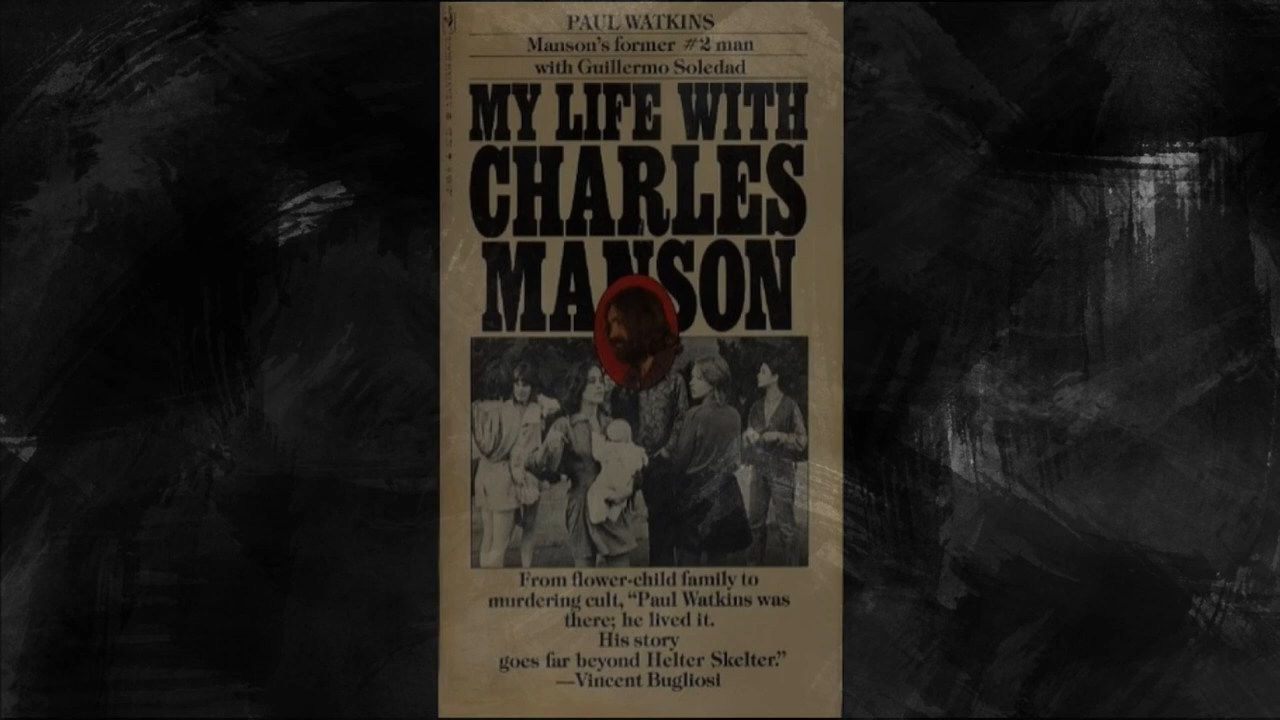 PAUL WATKINS
Manson's former #2 man
with Guillermo Soledad
MY LIFE WITH
CHARLES
MANSON
From flower-child family to
murdering cult, “Paul Watkins was
there; he lived it.
His story
goes far beyond Helter Skelter.”
—Vincent Bugliosi